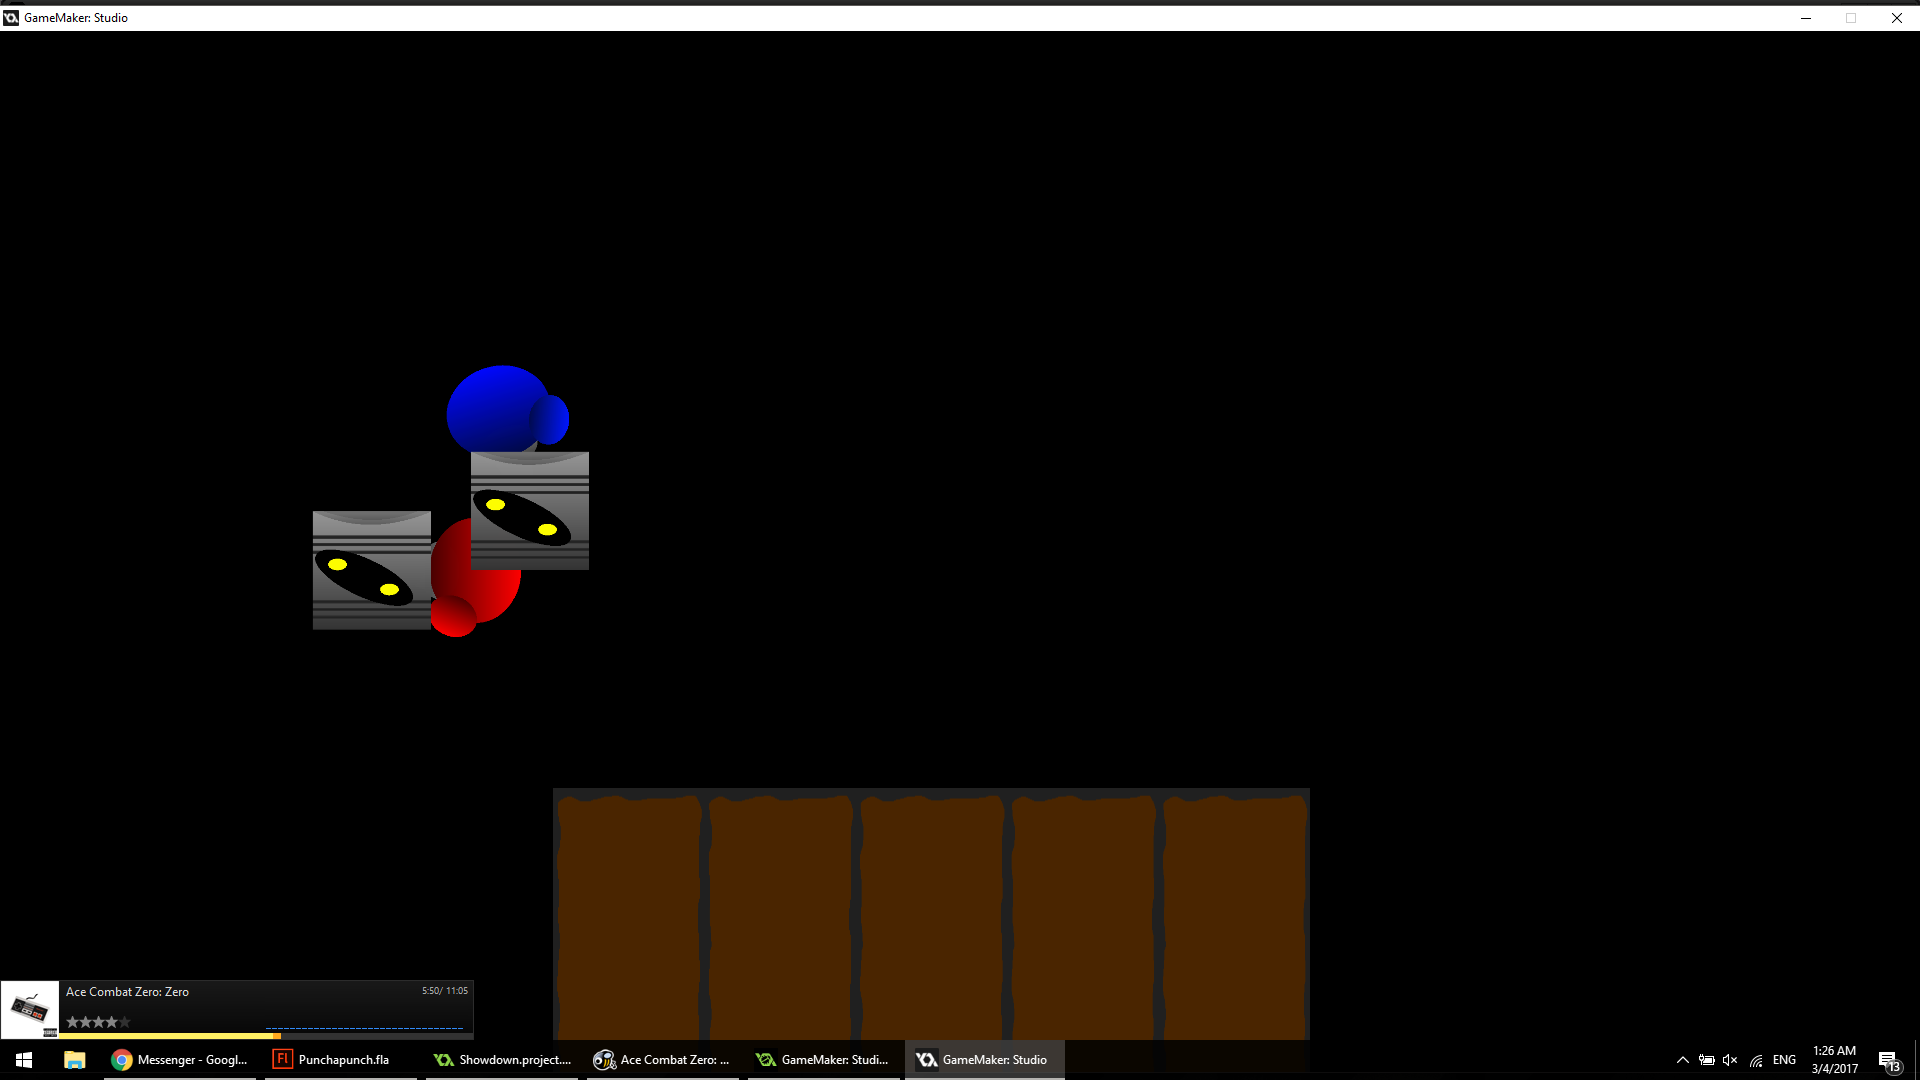 GameMaker: Studio
Ace Combat Zero: Zero
5:50/ 11:05
Messenger - Googl...
Fl
Punchapunch.fla
Showdown.project....
Ace Combat Zero: ...
GameMaker: Studi...
GameMaker: Studio
ENG
1:26 AM
3/4/2017
13